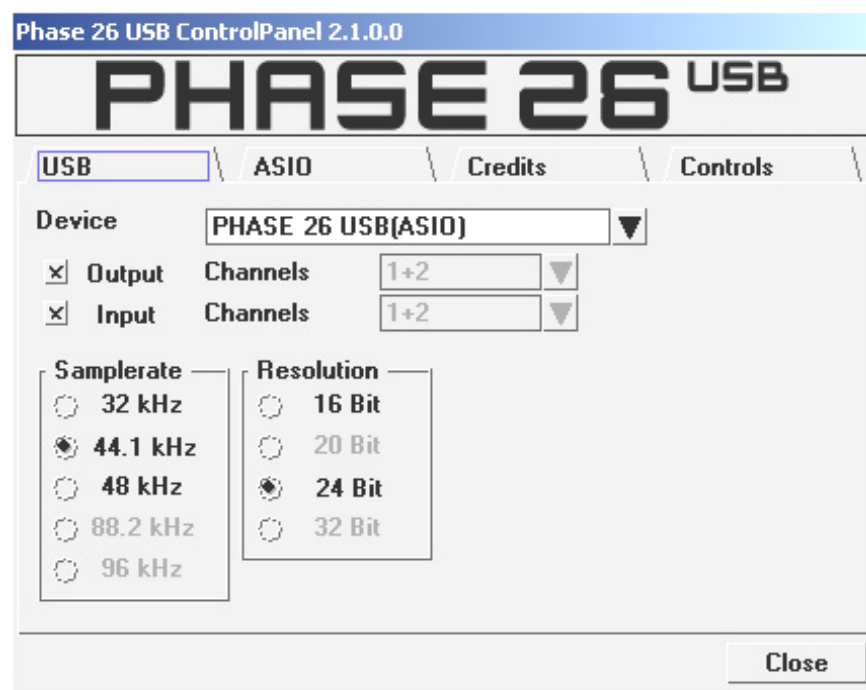 Phase 26 USB ControlPanel 2.1.0.0
PHASE 26 USB
USB ASIO Credits Controls
Device PHASE 26 USB(ASIO)
Output Channels 1+2
Input Channels 1+2
Samplerate Resolution
32 kHz 16 Bit
44.1 kHz 20 Bit
48 kHz 24 Bit
88.2 kHz 32 Bit
96 kHz
Close